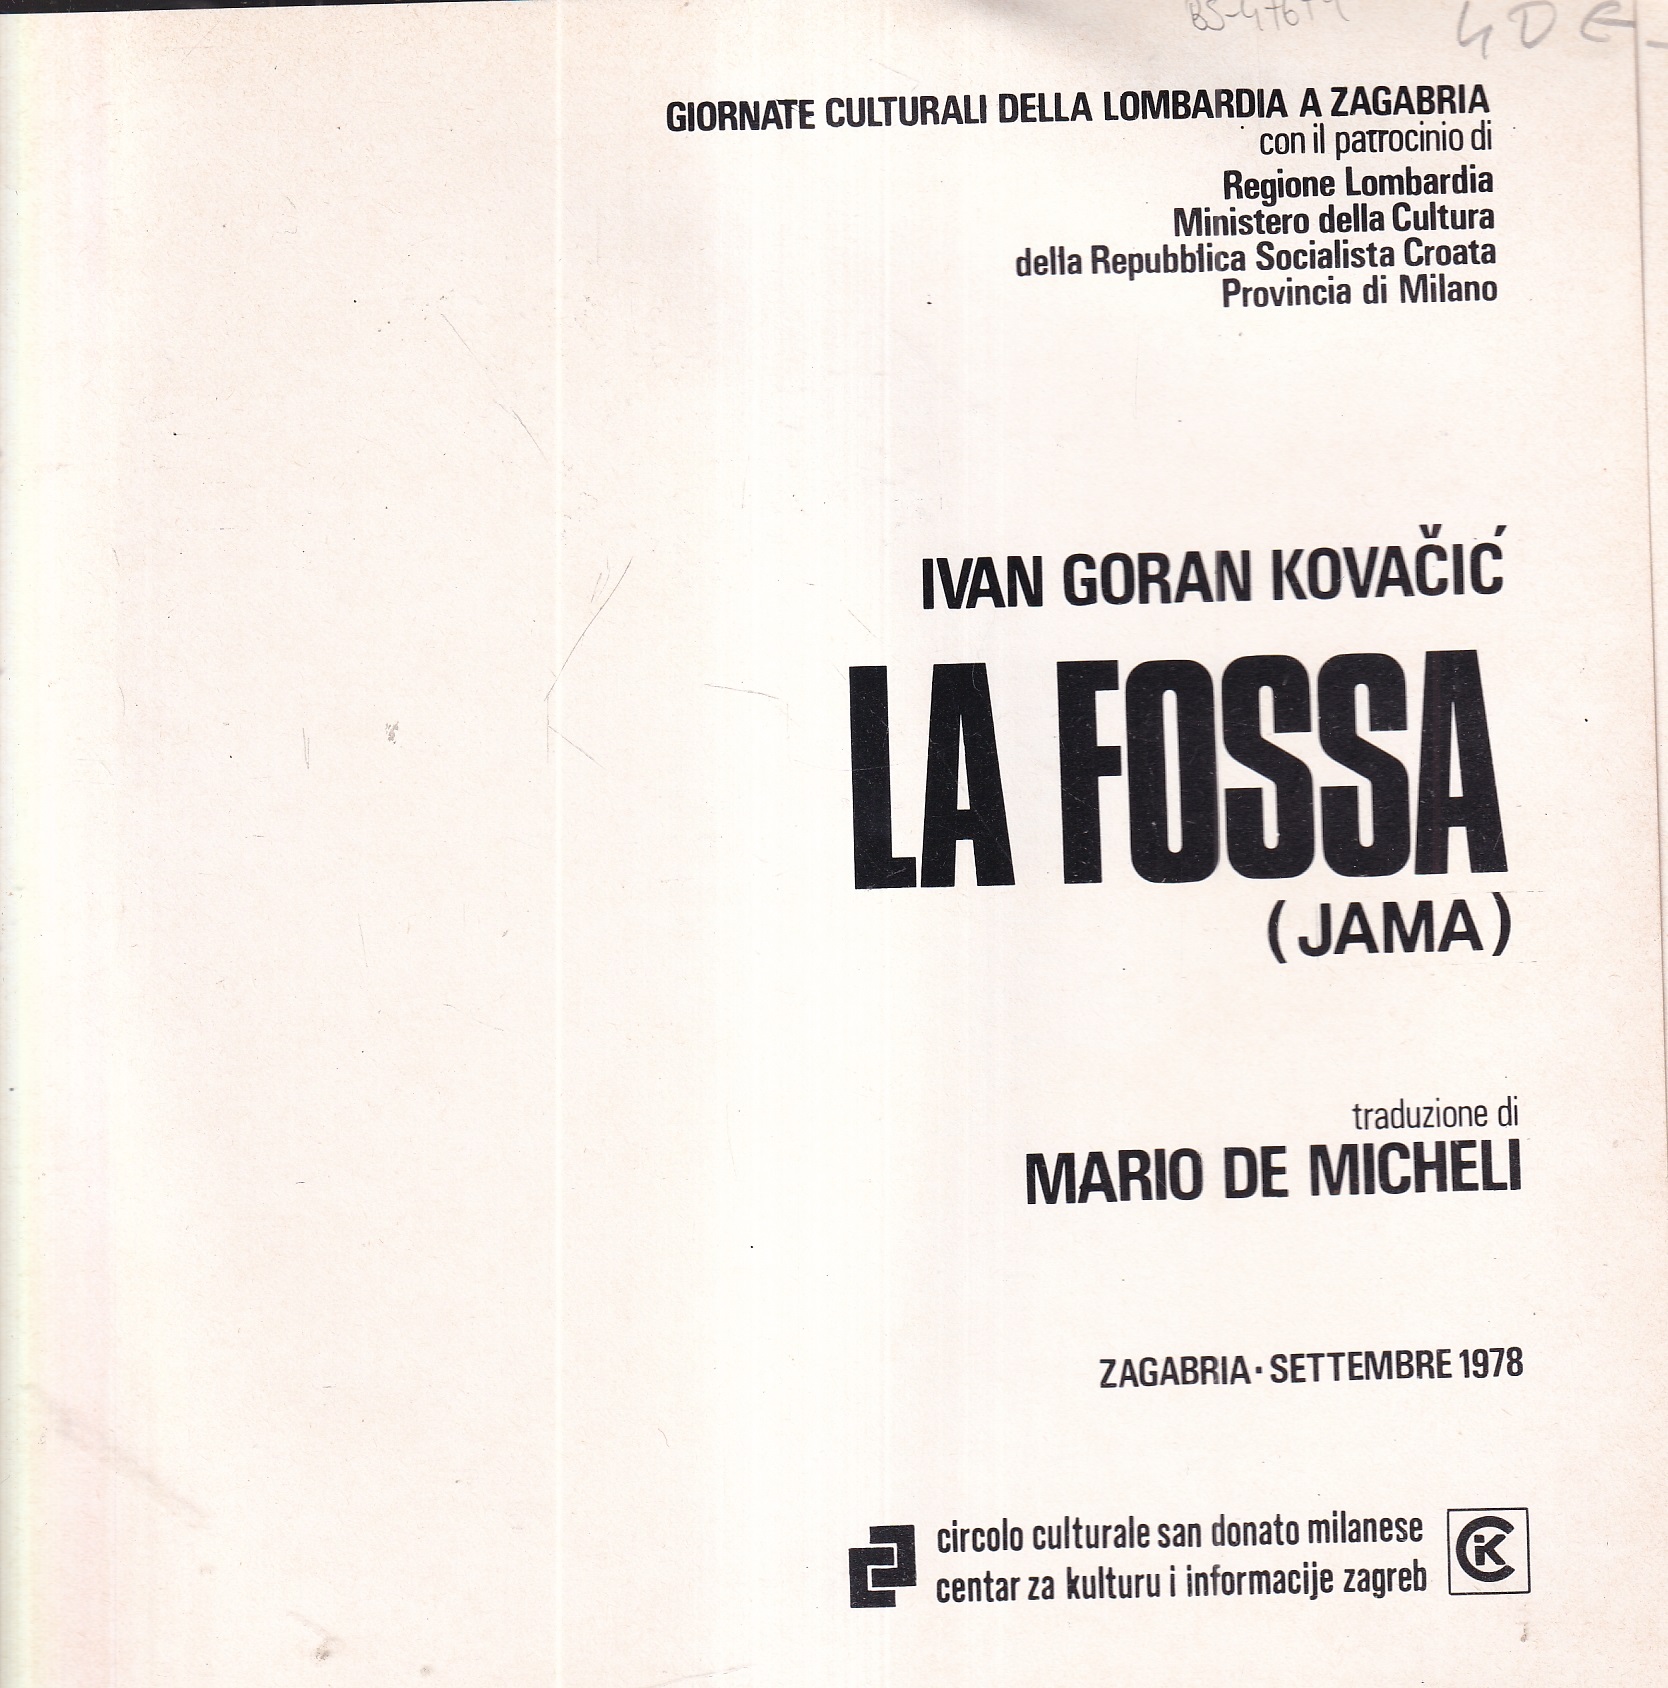 GIORNATE CULTURALI DELLA LOMBARDIA A ZAGABRIA
con il patrocinio di
Regione Lombardia
Ministero della Cultura
della Repubblica Socialista Croata
Provincia di Milano
IVAN GORAN KOVAČIĆ
LA FOSSA
(JAMA)
traduzione di
MARIO DE MICHELI
ZAGABRIA · SETTEMBRE 1978
circolo culturale san donato milanese
centar za kulturu i informacije zagreb